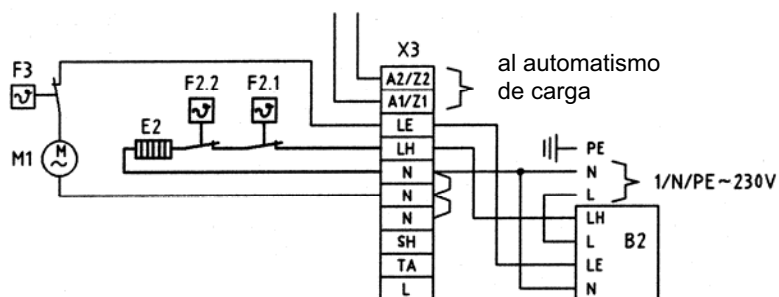 X3
F3
A2/Z2
al automatismo
de carga
F2.2
F2.1
A1/Z1
LE
E2
LH
PE
M1
M
N
N
1/N/PE~230V
N
L
N
LH
SH
L
B2
TA
LE
L
N